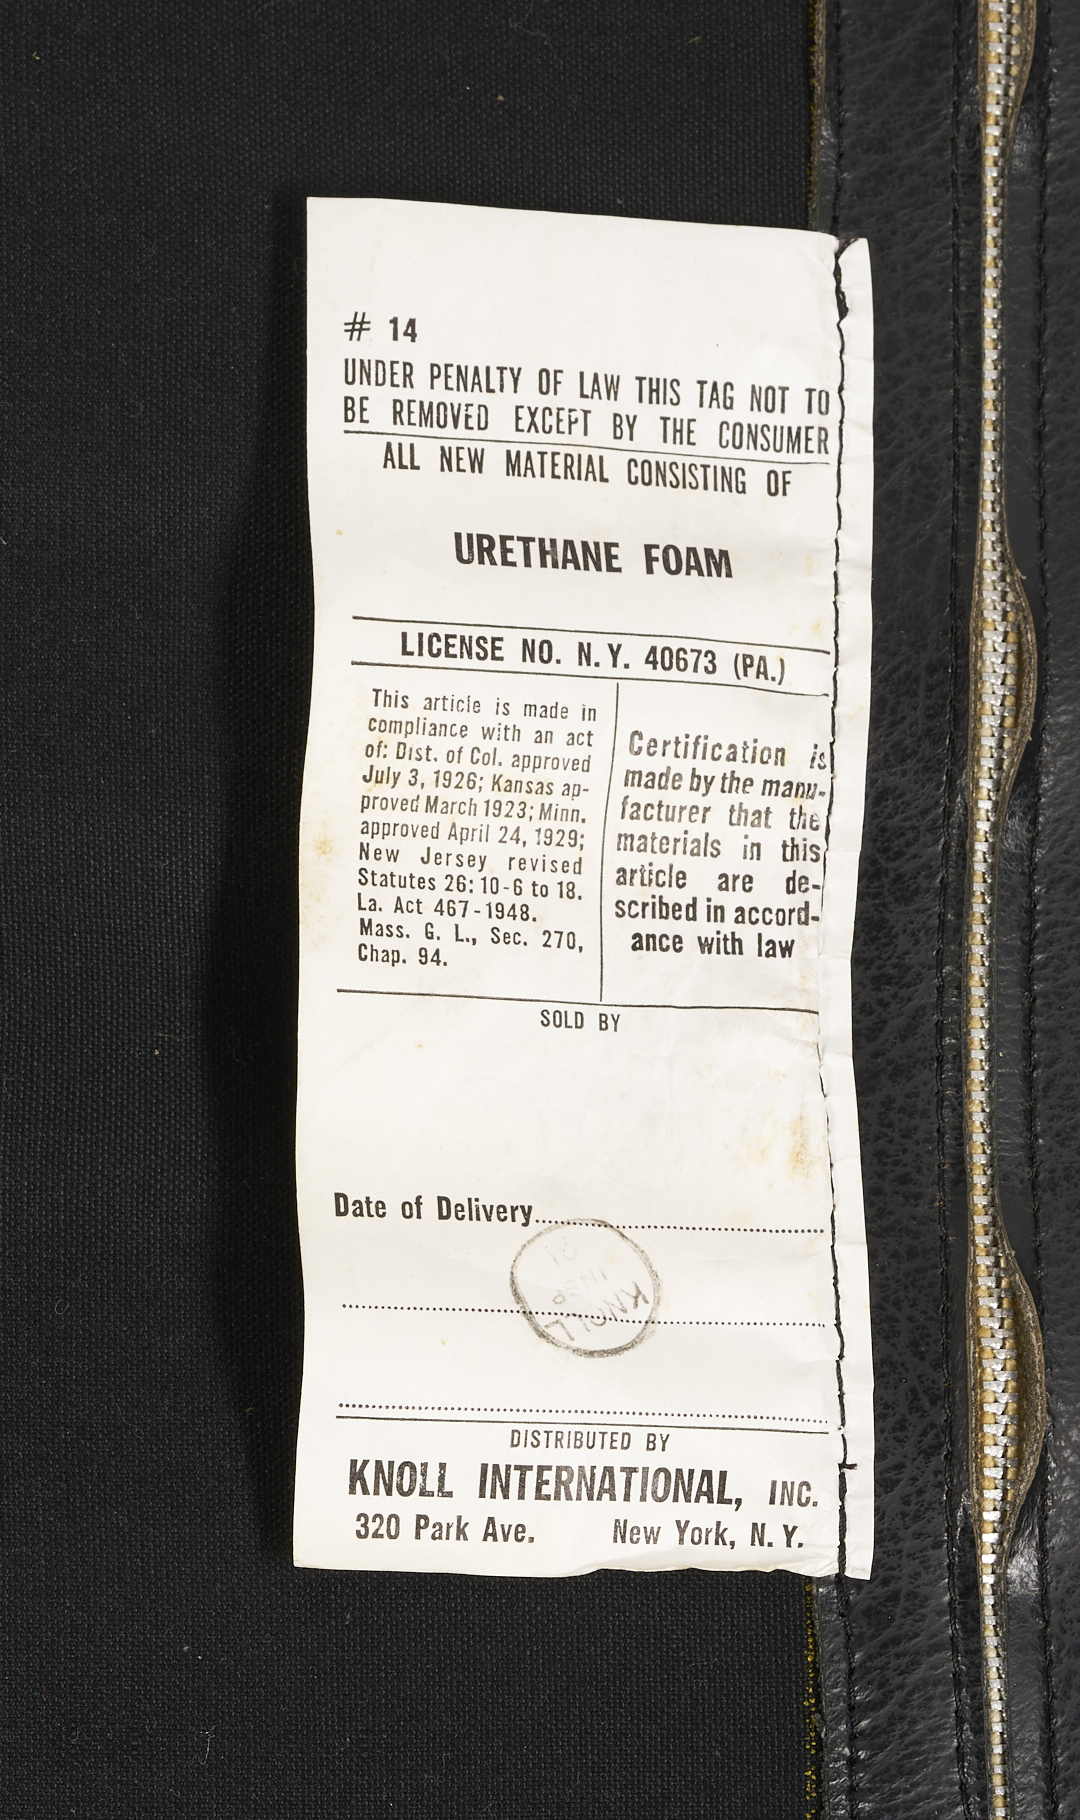 # 14
UNDER PENALTY OF LAW THIS TAG NOT TO
BE REMOVED EXCEPT BY THE CONSUMER
ALL NEW MATERIAL CONSISTING OF
URETHANE FOAM
LICENSE NO. N.Y. 40673 (PA.)
This article is made in
compliance with an act
of: Dist. of Col. approved
July 3, 1926; Kansas ap-
proved March 1923; Minn.
approved April 24, 1929;
New Jersey revised
Statutes 26:10-6 to 18.
La. Act 467-1948.
Mass. G. L., Sec. 270,
Chap. 94.
Certification is
made by the manu-
facturer that the
materials in this
article are de-
scribed in accord-
ance with law
SOLD BY
Date of Delivery
KNOLL
DISTRIBUTED BY
KNOLL INTERNATIONAL, INC.
320 Park Ave. New York, N. Y.